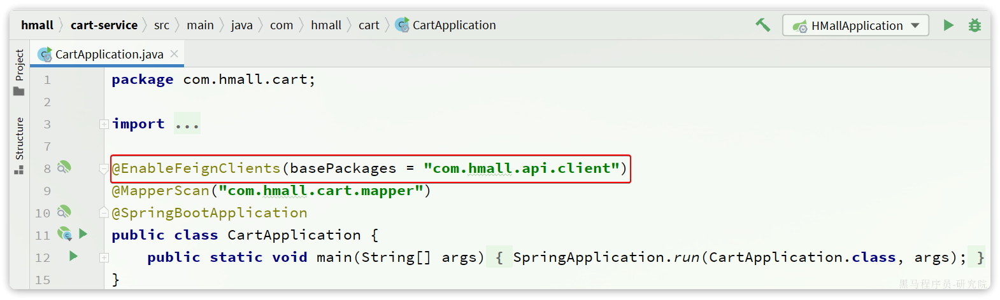 hmall 〉 cart-service 〉 src 〉 main 〉 java 〉 com 〉 hmall 〉 cart 〉 CartApplication HMallApplication
CartApplication.java ×
Project
Structure
1 package com.hmall.cart;
2
3 import ...
7
8 @EnableFeignClients(basePackages = "com.hmall.api.client")
9 @MapperScan("com.hmall.cart.mapper")
10 @SpringBootApplication
11 public class CartApplication {
12 public static void main(String[] args) { SpringApplication.run(CartApplication.class, args); }
15 }
黑马程序员-研究院